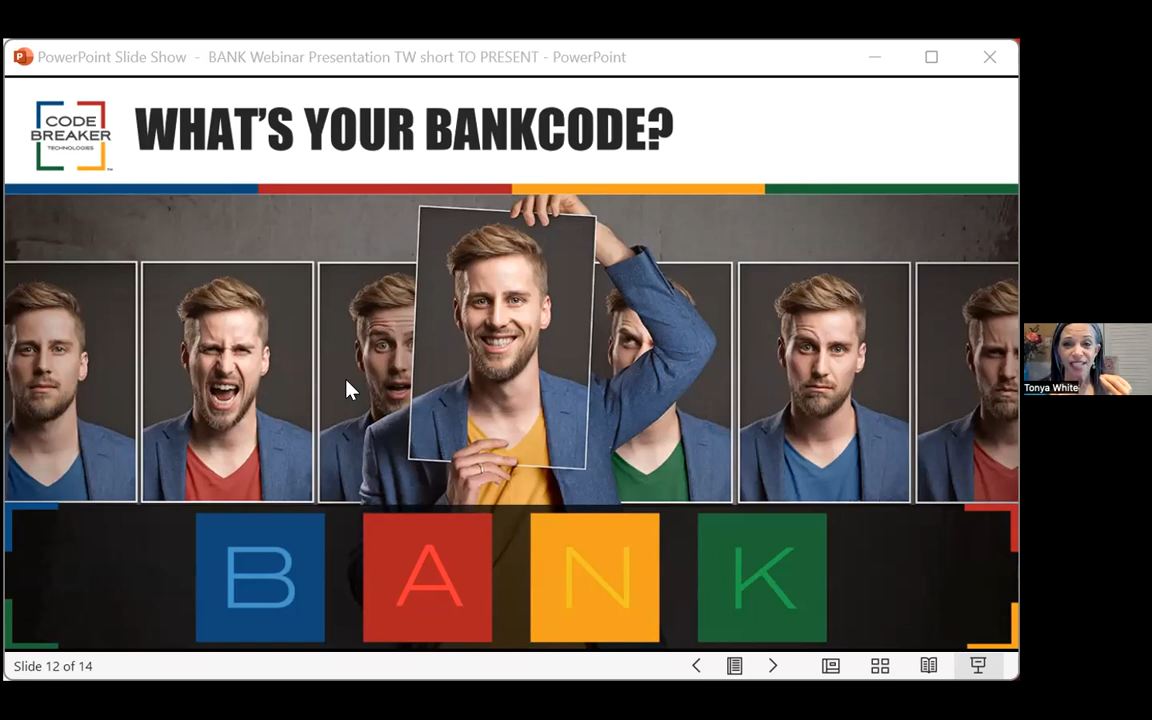 PowerPoint Slide Show - BANK Webinar Presentation TW short TO PRESENT - PowerPoint
CODE
BREAKER
TECHNOLOGIES
WHAT'S YOUR BANKCODE?
Tonya White
B A N K
Slide 12 of 14